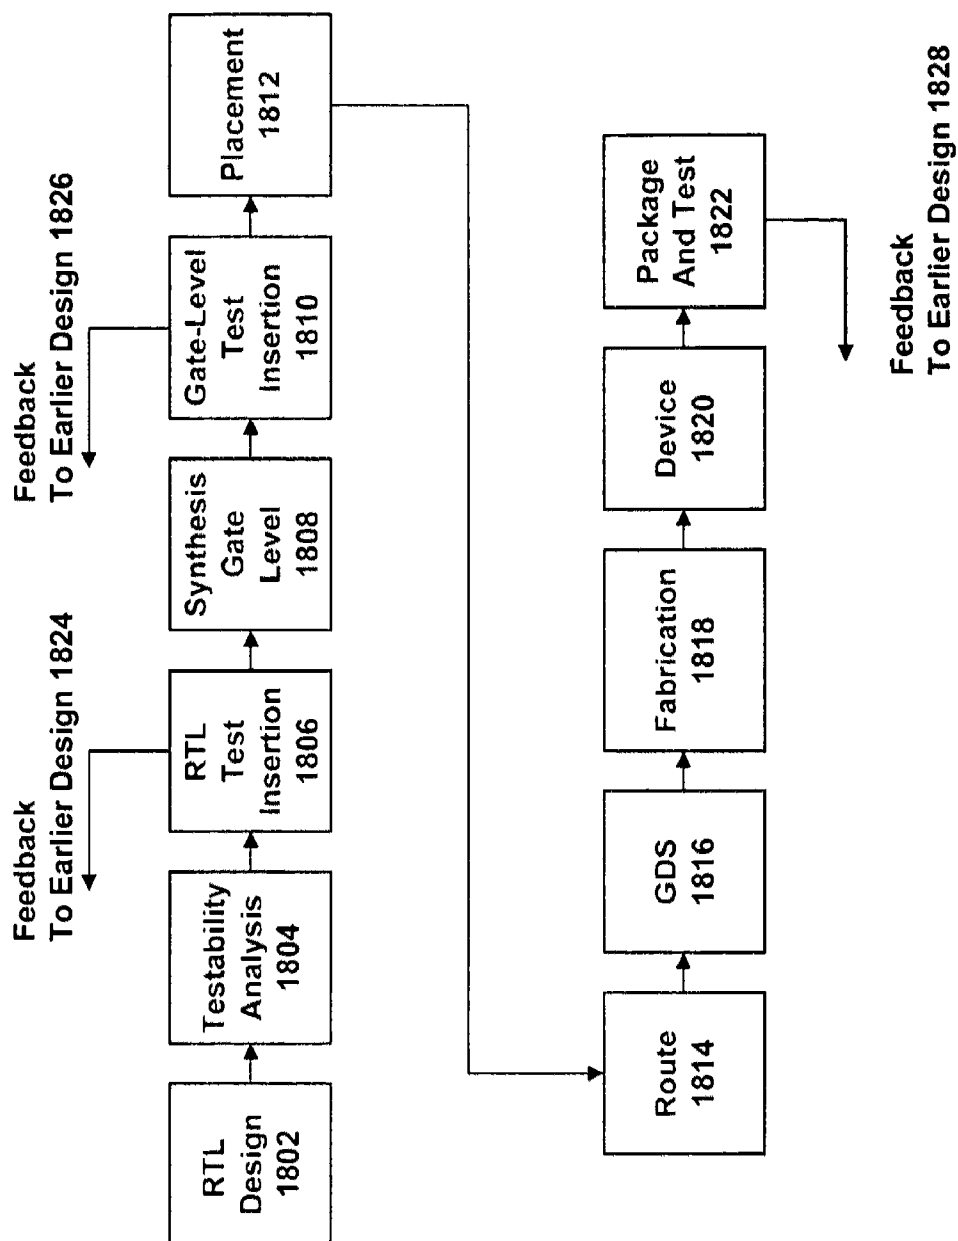 Feedback
To Earlier Design 1824
Feedback
To Earlier Design 1826
RTL
Design
1802
Testability
Analysis
1804
RTL
Test
Insertion
1806
Synthesis
Gate
Level
1808
Gate-Level
Test
Insertion
1810
Placement
1812
Route
1814
GDS
1816
Fabrication
1818
Device
1820
Package
And Test
1822
Feedback
To Earlier Design 1828